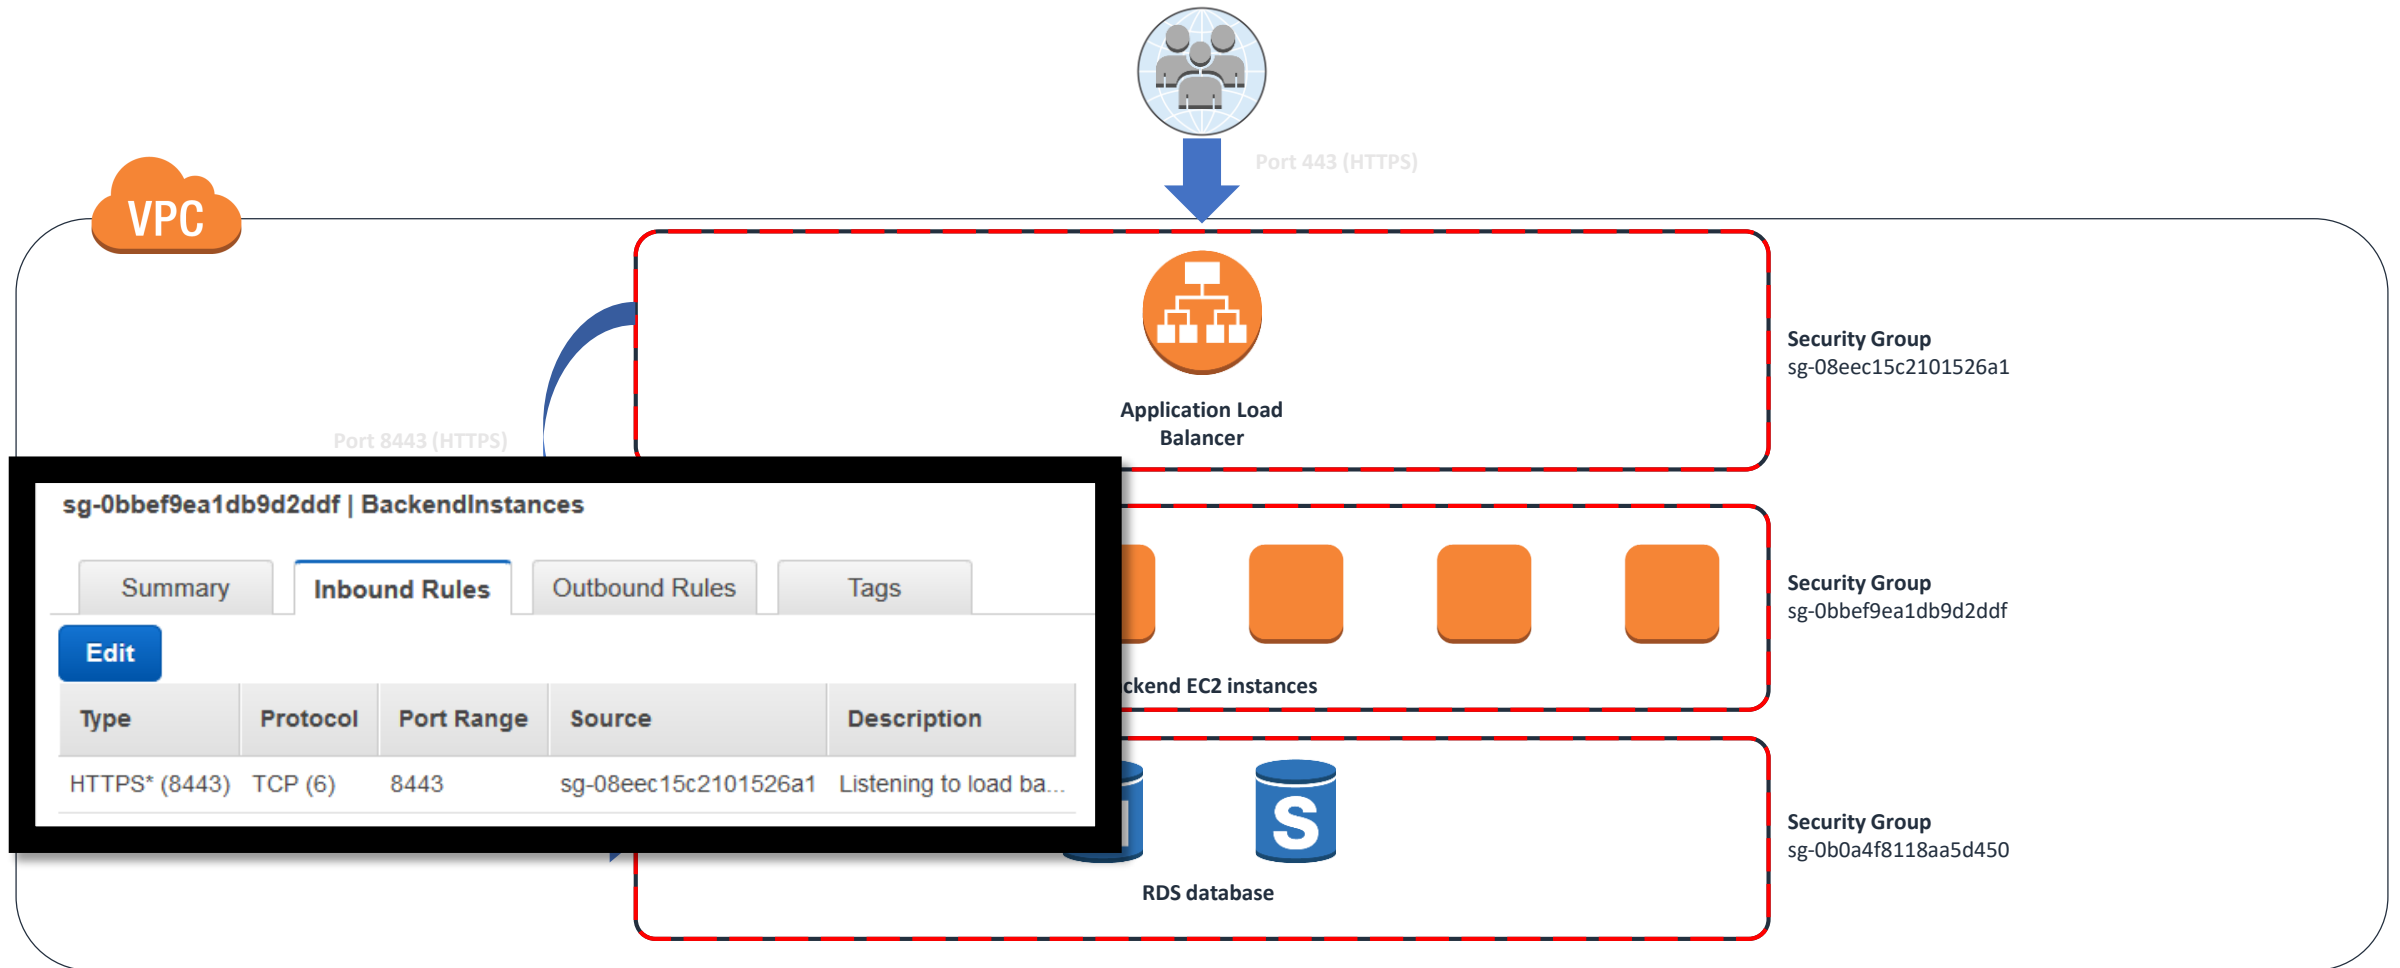 Port 443 (HTTPS)
VPC
Security Group
sg-08eec15c2101526a1
Application Load
Balancer
Port 8443 (HTTPS)
sg-0bbef9ea1db9d2ddf | BackendInstances
Summary Inbound Rules Outbound Rules Tags
Edit
Type Protocol Port Range Source Description
HTTPS* (8443) TCP (6) 8443 sg-08eec15c2101526a1 Listening to load ba...
Security Group
sg-0bbef9ea1db9d2ddf
EC2 instances
S
Security Group
sg-0b0a4f8118aa5d450
RDS database